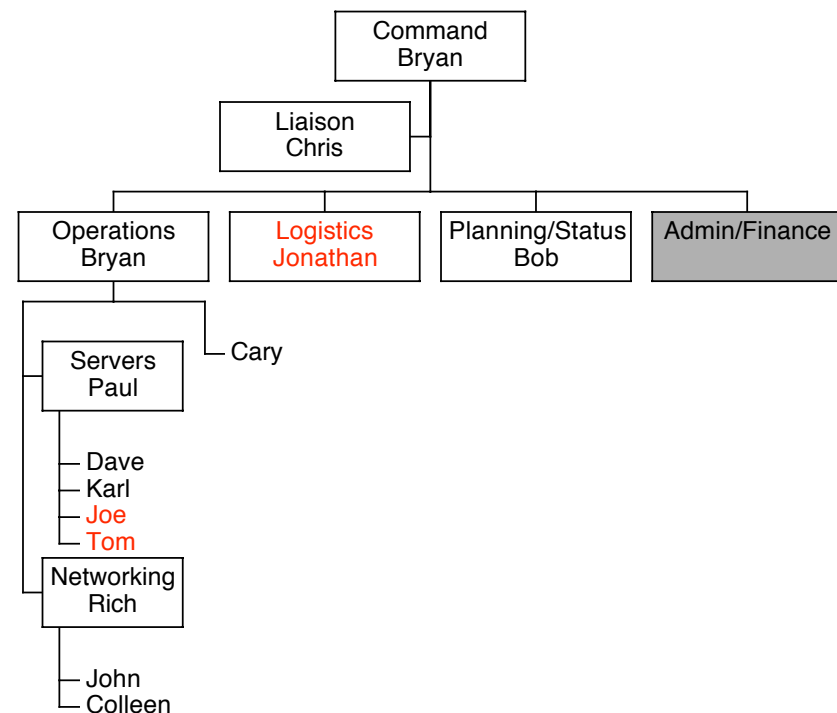 Command
Bryan
Liaison
Chris
Operations
Bryan
Logistics
Jonathan
Planning/Status
Bob
Admin/Finance
Cary
Servers
Paul
Dave
Karl
Joe
Tom
Networking
Rich
John
Colleen